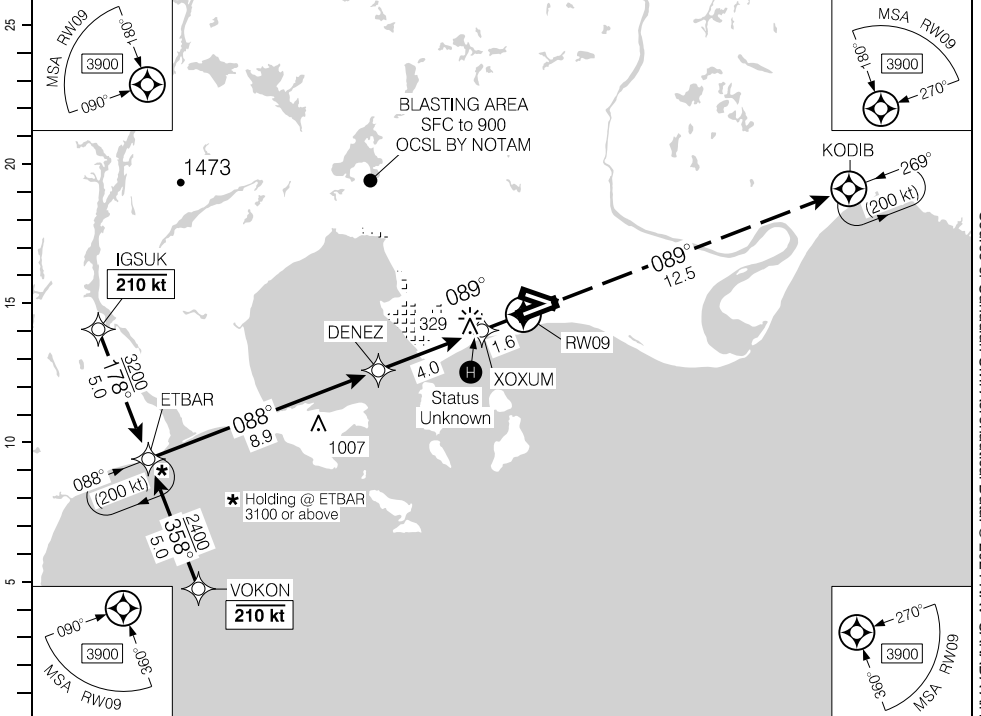 25
20
15
10
5
MSA RW09
180°
3900
090°
MSA RW09
180°
3900
270°
BLASTING AREA
SFC to 900
OCSL BY NOTAM
1473
KODIB
269°
(200 kt)
IGSUK
210 kt
089°
12.5
089°
329
DENEZ
RW09
1.6
4.0
XOXUM
H
Status
Unknown
3200
178°
5.0
ETBAR
088°
8.9
1007
088°
(200 kt)
*
* Holding @ ETBAR
3100 or above
2400
358°
5.0
VOKON
210 kt
090°
3900
360°
MSA RW09
270°
3900
360°
MSA RW09